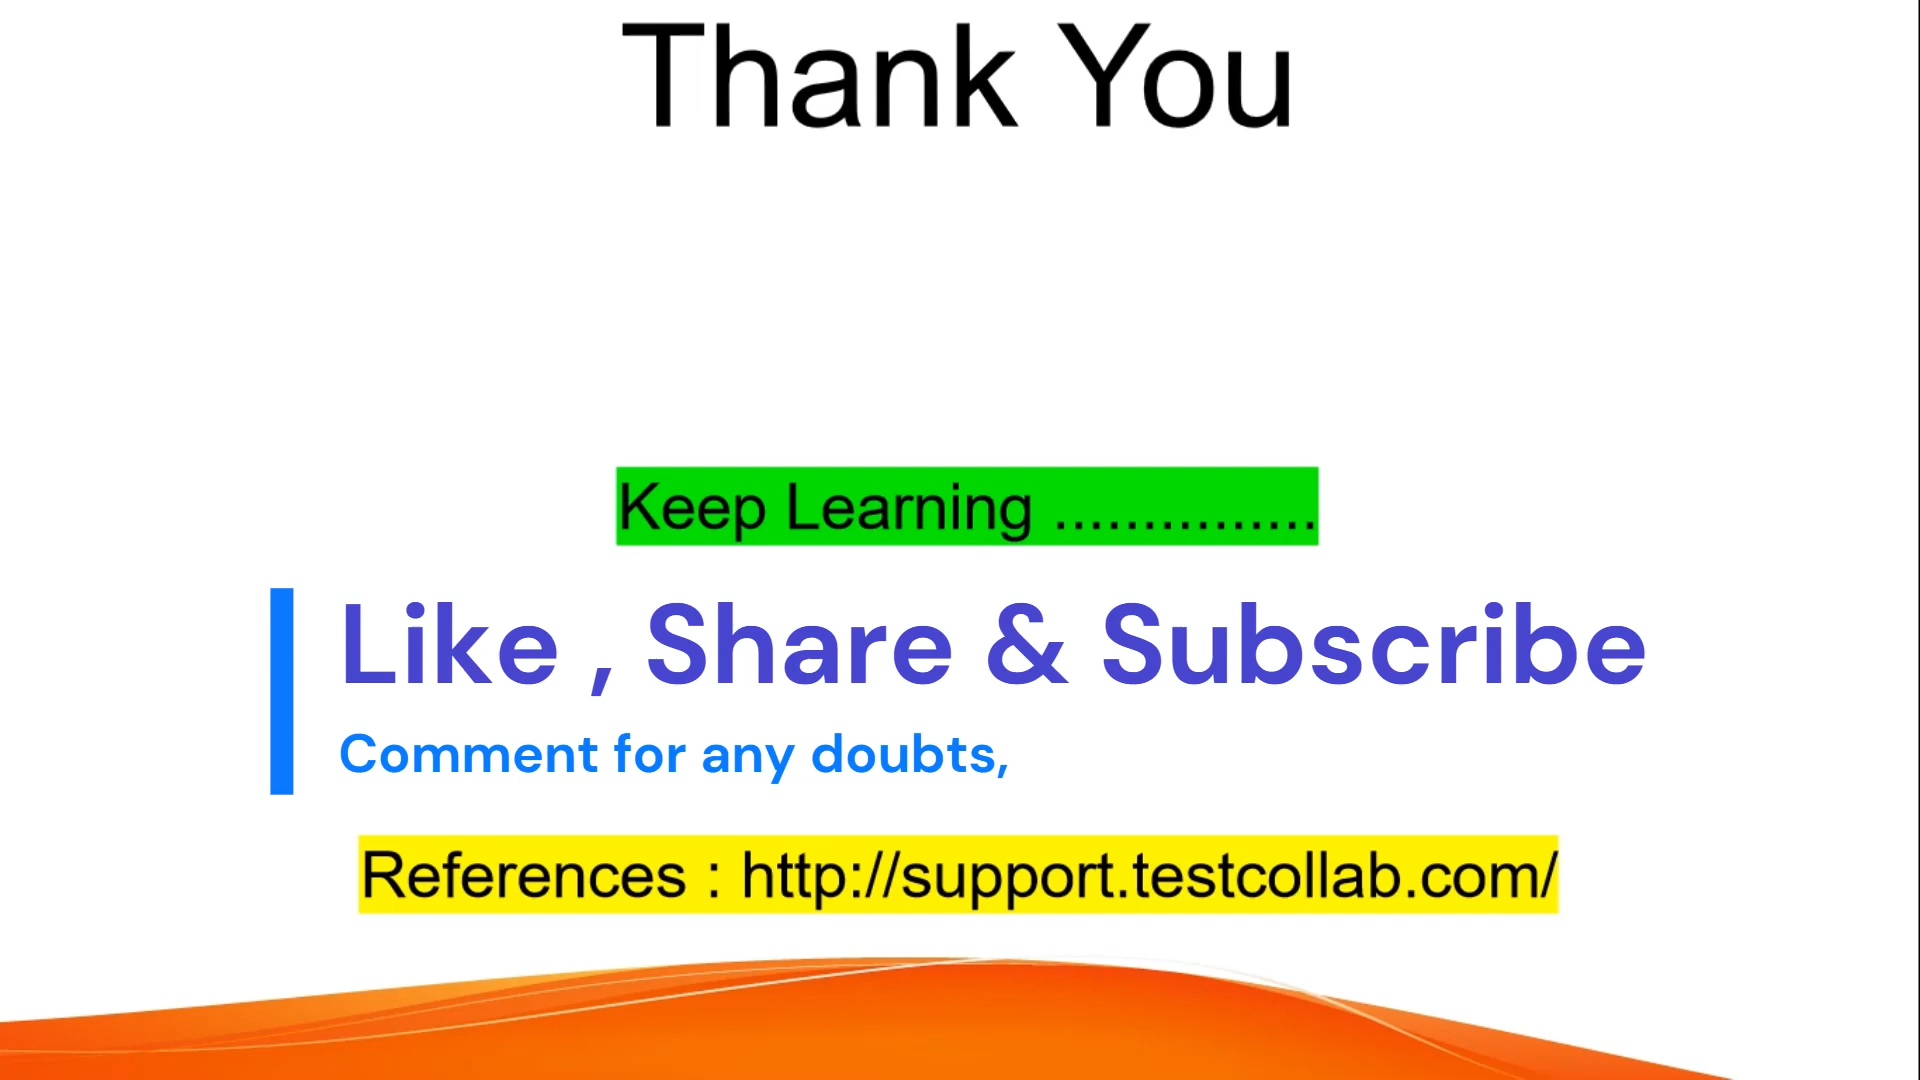 Thank You
Keep Learning ...............
Like , Share & Subscribe
Comment for any doubts,
References : http://support.testcollab.com/